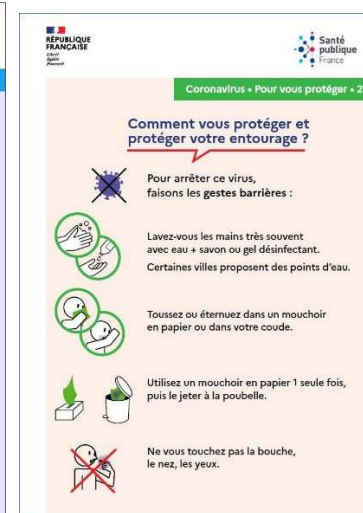 RÉPUBLIQUE
FRANÇAISE
Liberté
Égalité
Fraternité
Santé
publique
France
Coronavirus • Pour vous protéger • 2
Comment vous protéger et
protéger votre entourage ?
Pour arrêter ce virus,
faisons les gestes barrières :
Lavez-vous les mains très souvent
avec eau + savon ou gel désinfectant.
Certaines villes proposent des points d'eau.
Toussez ou éternuez dans un mouchoir
en papier ou dans votre coude.
Utilisez un mouchoir en papier 1 seule fois,
puis le jeter à la poubelle.
Ne vous touchez pas la bouche,
le nez, les yeux.